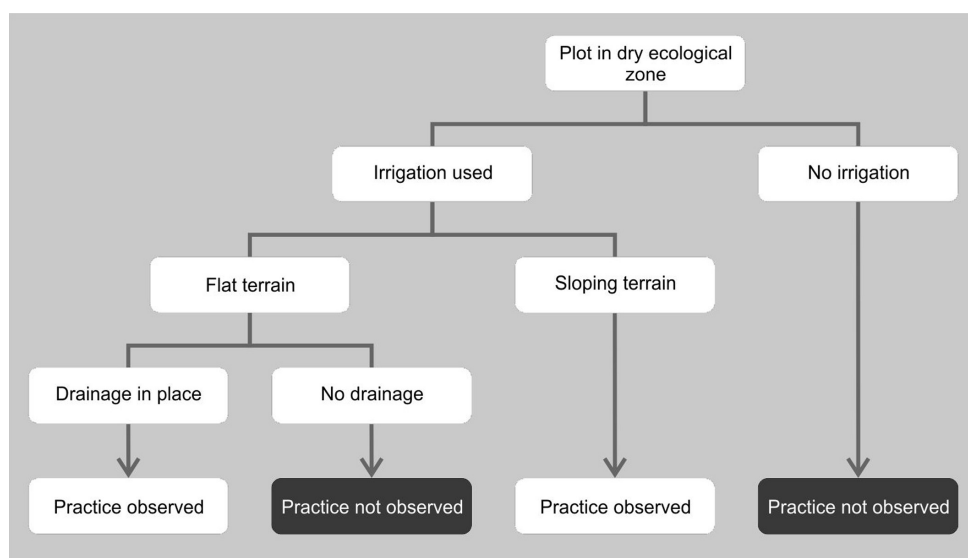 Plot in dry ecological
zone
Irrigation used
No irrigation
Flat terrain
Sloping terrain
Drainage in place
No drainage
Practice observed
Practice not observed
Practice observed
Practice not observed